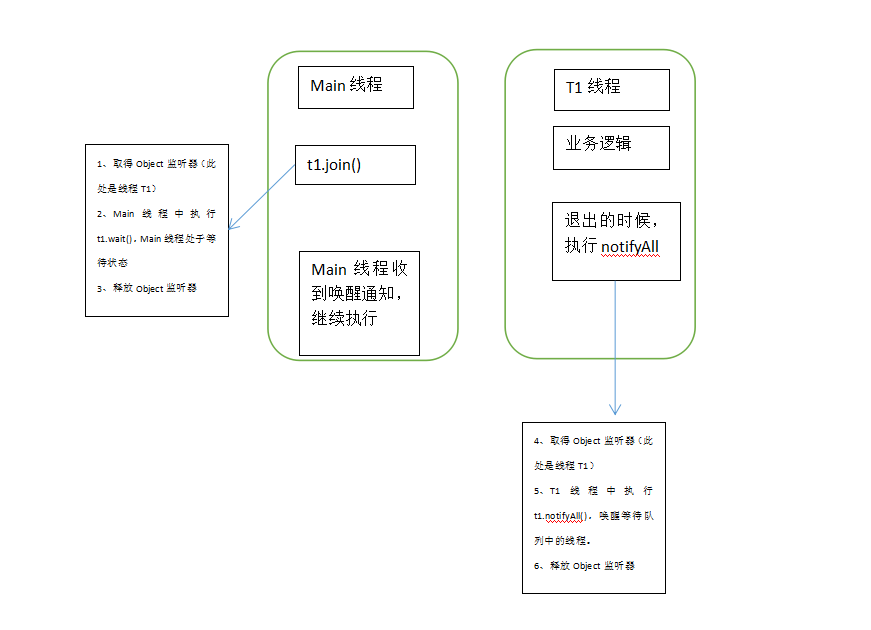 Main 线程
t1.join()
Main 线程收
到唤醒通知，
继续执行
1、取得 Object 监听器（此
处是线程 T1）
2、Main 线程中执行
t1.wait()，Main 线程处于等
待状态
3、释放 Object 监听器
T1 线程
业务逻辑
退出的时候，
执行 notifyAll
4、取得 Object 监听器（此
处是线程 T1）
5、T1 线程中执行
t1.notifyAll()，唤醒等待队
列中的线程。
6、释放 Object 监听器